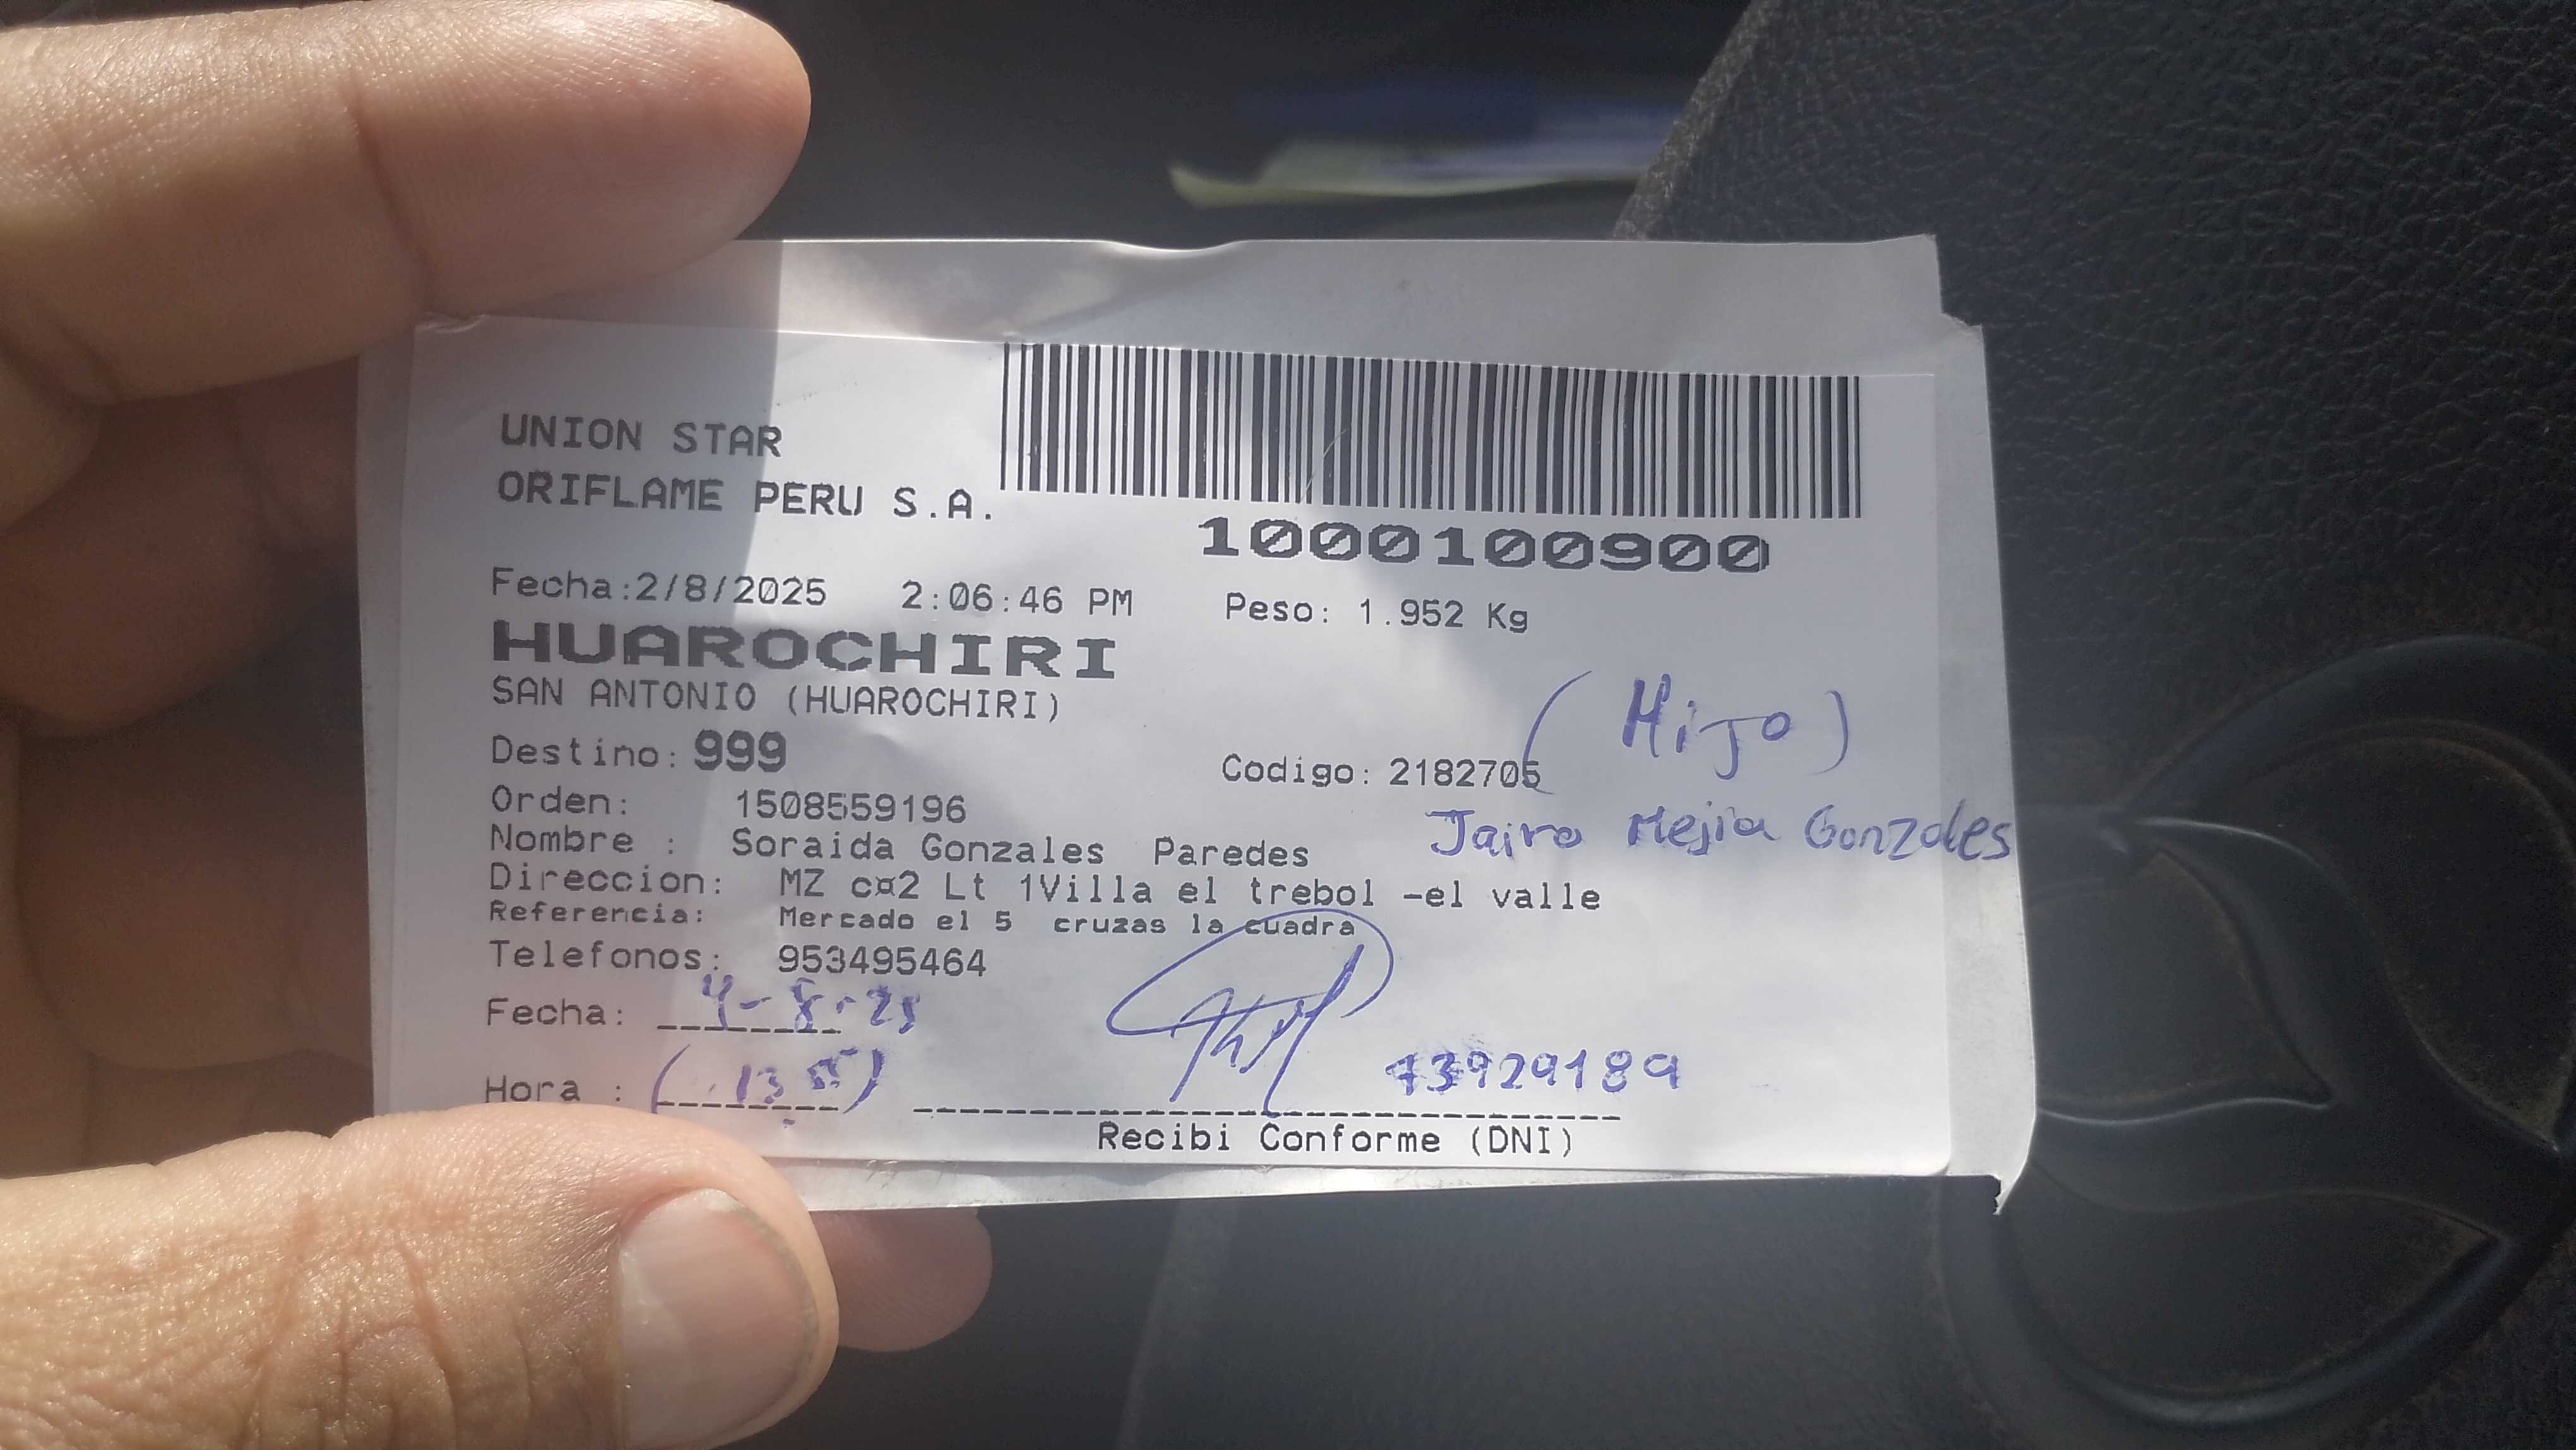 UNION STAR
ORIFLAME PERU S.A.
1000100900
Fecha:2/8/2025 2:06:46 PM Peso: 1.952 Kg
HUAROCHIRI
SAN ANTONIO (HUAROCHIRI)
(Hijo)
Destino: 999 Codigo: 2182705
Orden: 1508559196
Jairo Mejia Gonzales
Nombre : Soraida Gonzales Paredes
Direccion: MZ c¤2 Lt 1Villa el trebol -el valle
Referencia: Mercado el 5 cruzas la cuadra
Telefonos: 953495464
Fecha: 4-8-25
Hora :
73929189
Recibi Conforme (DNI)